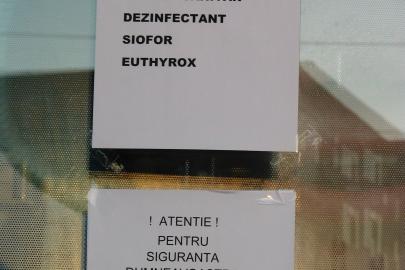 DEZINFECTANT
SIOFOR
EUTHYROX
! ATENTIE !
PENTRU
SIGURANTA